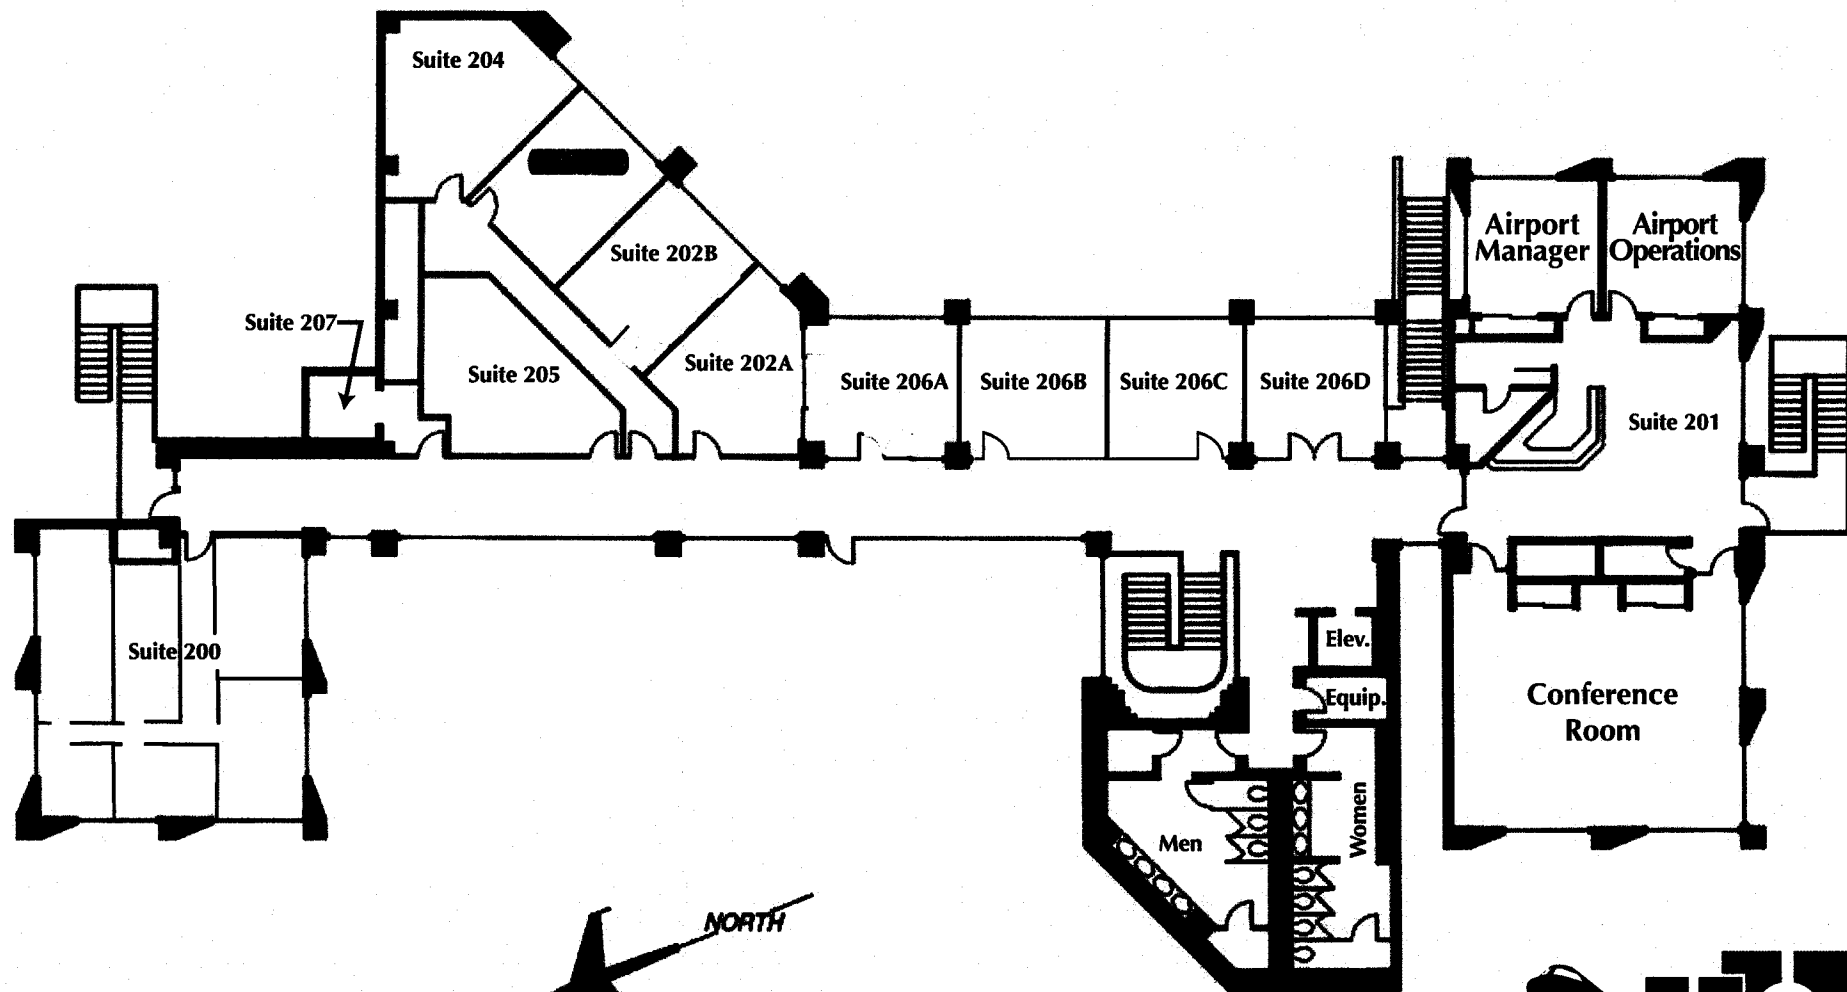 Suite 204
Suite 202B
Airport
Manager
Airport
Operations
Suite 207
Suite 205
Suite 202A
Suite 206A
Suite 206B
Suite 206C
Suite 206D
Suite 201
Suite 200
Elev.
Equip.
Conference
Room
Men
Women
NORTH